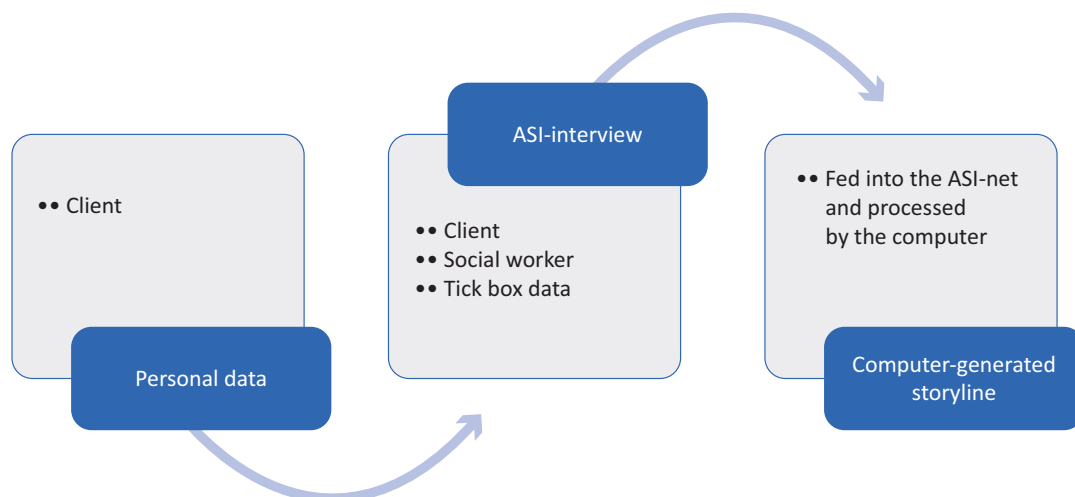 •• Client
Personal data
ASI-interview
•• Client
•• Social worker
•• Tick box data
•• Fed into the ASI-net
and processed
by the computer
Computer-generated
storyline